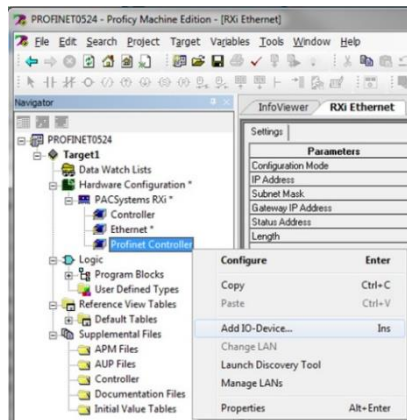 PROFINET0524 - Proficy Machine Edition - [RXi Ethernet]
File Edit Search Project Target Variables Tools Window Help
Navigator
InfoViewer RXi Ethernet
Settings
Parameters
Configuration Mode
IP Address
Subnet Mask
Gateway IP Address
Status Address
Length
PROFINET0524
Target1
Data Watch Lists
Hardware Configuration *
PACSystems RXi *
Controller
Ethernet *
Profinet Controller
Logic
Program Blocks
User Defined Types
Reference View Tables
Default Tables
Supplemental Files
APM Files
AUP Files
Controller
Documentation Files
Initial Value Tables
Configure Enter
Copy Ctrl+C
Paste Ctrl+V
Add IO-Device... Ins
Change LAN
Launch Discovery Tool
Manage LANs
Properties Alt+Enter